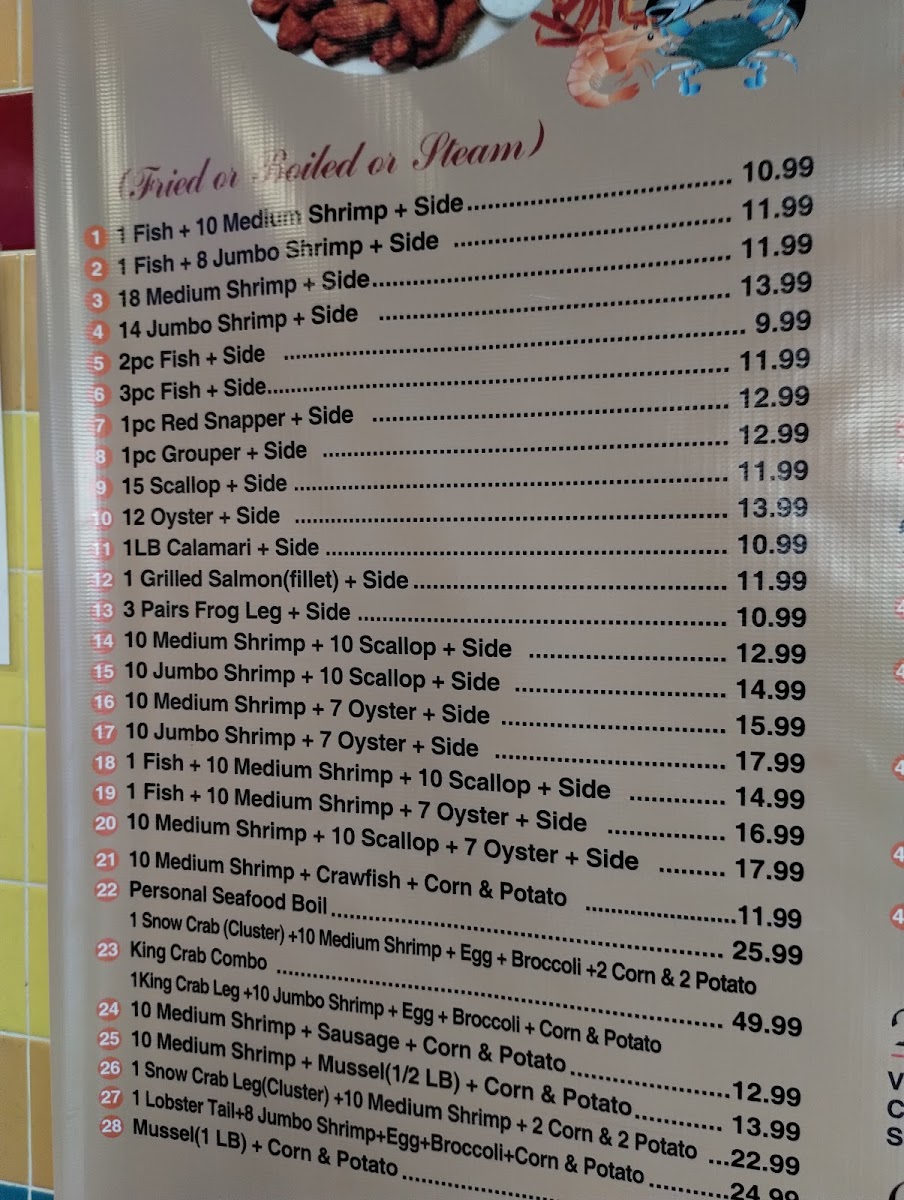 (Fried or Boiled or Steam)
1 1 Fish + 10 Medium Shrimp + Side 10.99
2 1 Fish + 8 Jumbo Shrimp + Side 11.99
3 18 Medium Shrimp + Side 11.99
4 14 Jumbo Shrimp + Side 13.99
5 2pc Fish + Side 9.99
6 3pc Fish + Side 11.99
7 1pc Red Snapper + Side 12.99
8 1pc Grouper + Side 12.99
9 15 Scallop + Side 11.99
10 12 Oyster + Side 13.99
11 1LB Calamari + Side 10.99
12 1 Grilled Salmon(fillet) + Side 11.99
13 3 Pairs Frog Leg + Side 10.99
14 10 Medium Shrimp + 10 Scallop + Side 12.99
15 10 Jumbo Shrimp + 10 Scallop + Side 14.99
16 10 Medium Shrimp + 7 Oyster + Side 15.99
17 10 Jumbo Shrimp + 7 Oyster + Side 17.99
18 1 Fish + 10 Medium Shrimp + 10 Scallop + Side 14.99
19 1 Fish + 10 Medium Shrimp + 7 Oyster + Side 16.99
20 10 Medium Shrimp + 10 Scallop + 7 Oyster + Side 17.99
21 10 Medium Shrimp + Crawfish + Corn & Potato 11.99
22 Personal Seafood Boil 25.99
1 Snow Crab (Cluster) +10 Medium Shrimp + Egg + Broccoli +2 Corn & 2 Potato
23 King Crab Combo 49.99
1King Crab Leg +10 Jumbo Shrimp + Egg + Broccoli + Corn & Potato
24 10 Medium Shrimp + Sausage + Corn & Potato 12.99
25 10 Medium Shrimp + Mussel(1/2 LB) + Corn & Potato 13.99
26 1 Snow Crab Leg(Cluster) +10 Medium Shrimp + 2 Corn & 2 Potato 22.99
27 1 Lobster Tail+8 Jumbo Shrimp+Egg+Broccoli+Corn & Potato 24.99
28 Mussel(1 LB) + Corn & Potato